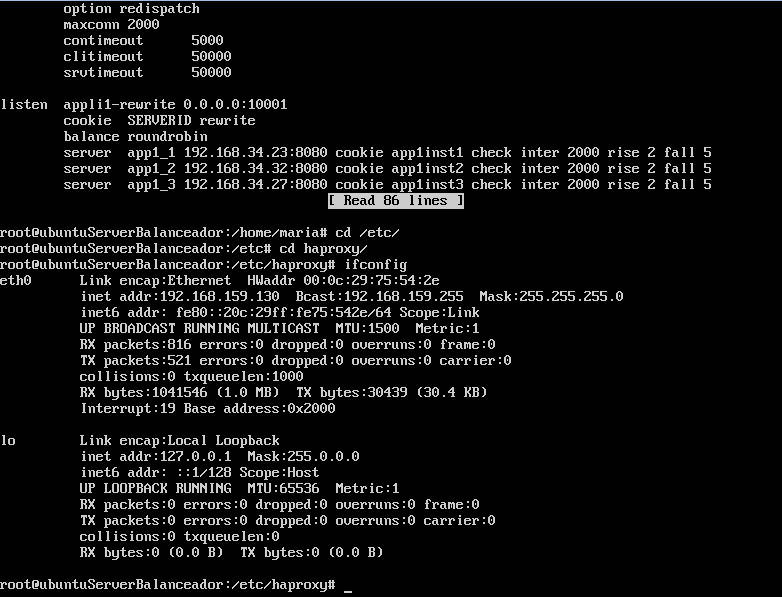 option redispatch
maxconn 2000
contimeout 5000
clitimeout 50000
srvtimeout 50000
listen appli1-rewrite 0.0.0.0:10001
cookie SERVERID rewrite
balance roundrobin
server app1_1 192.168.34.23:8080 cookie app1inst1 check inter 2000 rise 2 fall 5
server app1_2 192.168.34.32:8080 cookie app1inst2 check inter 2000 rise 2 fall 5
server app1_3 192.168.34.27:8080 cookie app1inst3 check inter 2000 rise 2 fall 5
[ Read 86 lines ]
root@ubuntuServerBalanceador:/home/maria# cd /etc/
root@ubuntuServerBalanceador:/etc# cd haproxy/
root@ubuntuServerBalanceador:/etc/haproxy# ifconfig
eth0 Link encap:Ethernet HWaddr 00:0c:29:75:54:2e
inet addr:192.168.159.130 Bcast:192.168.159.255 Mask:255.255.255.0
inet6 addr: fe80::20c:29ff:fe75:542e/64 Scope:Link
UP BROADCAST RUNNING MULTICAST MTU:1500 Metric:1
RX packets:816 errors:0 dropped:0 overruns:0 frame:0
TX packets:521 errors:0 dropped:0 overruns:0 carrier:0
collisions:0 txqueuelen:1000
RX bytes:1041546 (1.0 MB) TX bytes:30439 (30.4 KB)
Interrupt:19 Base address:0x2000
lo Link encap:Local Loopback
inet addr:127.0.0.1 Mask:255.0.0.0
inet6 addr: ::1/128 Scope:Host
UP LOOPBACK RUNNING MTU:65536 Metric:1
RX packets:0 errors:0 dropped:0 overruns:0 frame:0
TX packets:0 errors:0 dropped:0 overruns:0 carrier:0
collisions:0 txqueuelen:0
RX bytes:0 (0.0 B) TX bytes:0 (0.0 B)
root@ubuntuServerBalanceador:/etc/haproxy# _